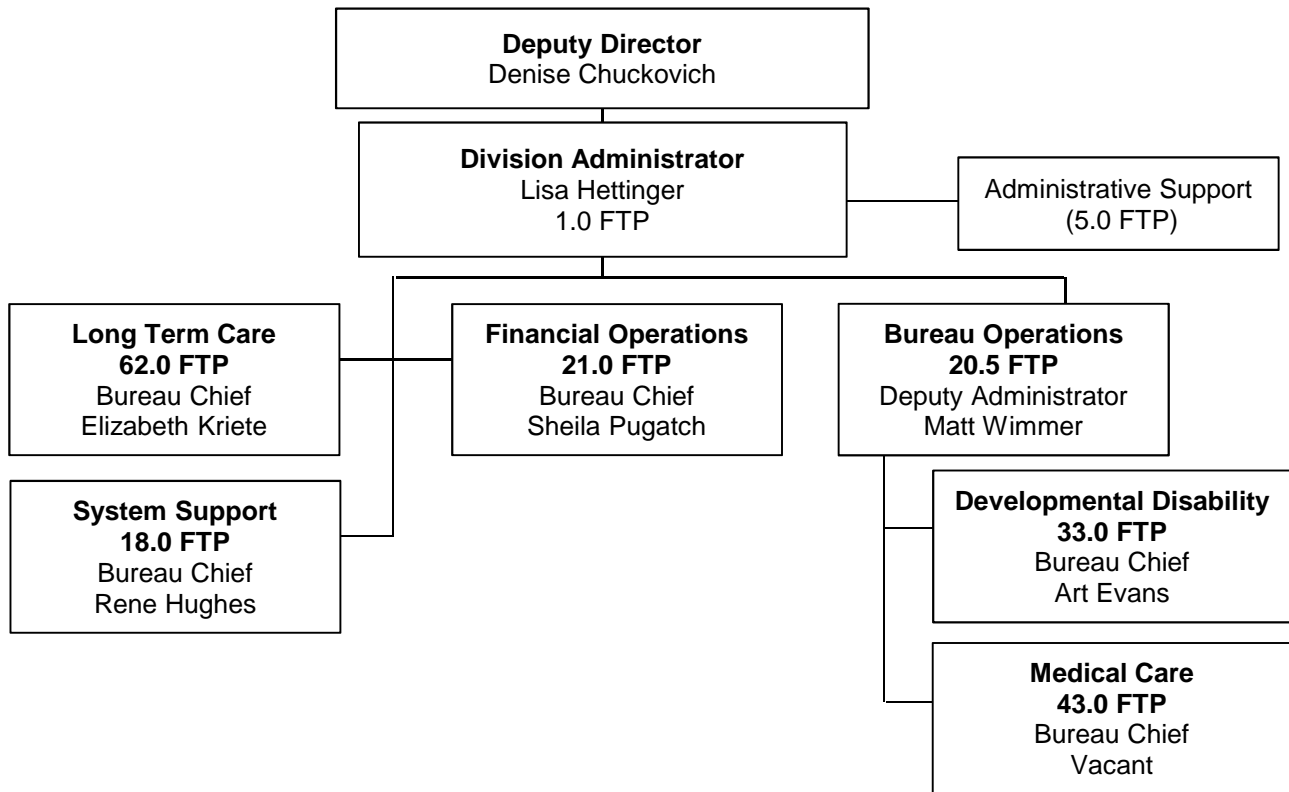 Deputy Director
Denise Chuckovich
Division Administrator
Lisa Hettinger
1.0 FTP
Administrative Support
(5.0 FTP)
Long Term Care
62.0 FTP
Bureau Chief
Elizabeth Kriete
Financial Operations
21.0 FTP
Bureau Chief
Sheila Pugatch
Bureau Operations
20.5 FTP
Deputy Administrator
Matt Wimmer
System Support
18.0 FTP
Bureau Chief
Rene Hughes
Developmental Disability
33.0 FTP
Bureau Chief
Art Evans
Medical Care
43.0 FTP
Bureau Chief
Vacant